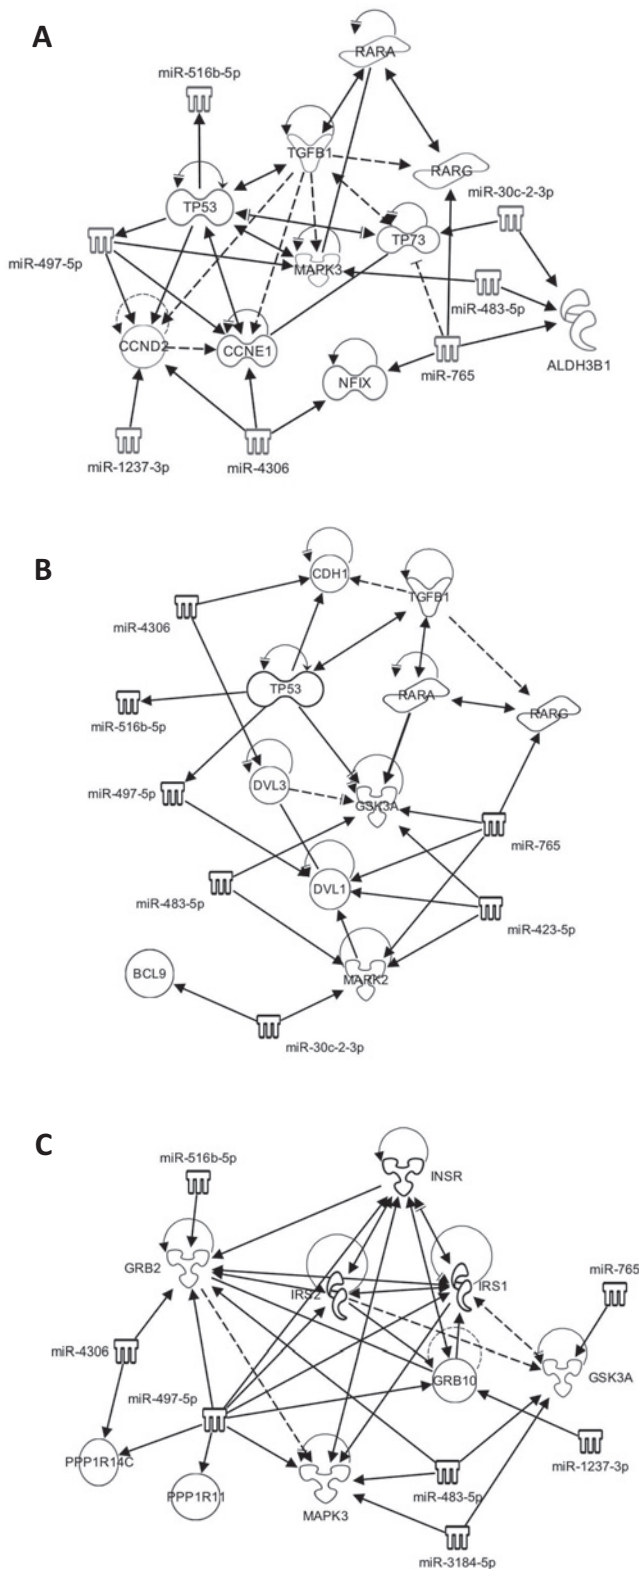 A
RARA
miR-516b-5p
TGFB1
RARG
miR-30c-2-3p
TP53
TP73
miR-497-5p
MAPK3
miR-483-5p
CCND2
CCNE1
ALDH3B1
NFIX
miR-765
miR-1237-3p
miR-4306
B
CDH1
TGFB1
miR-4306
TP53
RARA
RARG
miR-516b-5p
DVL3
miR-497-5p
GSK3A
miR-765
DVL1
miR-483-5p
miR-423-5p
BCL9
MARK2
miR-30c-2-3p
C
miR-516b-5p
INSR
GRB2
IRS2
IRS1
miR-765
miR-4306
GRB10
GSK3A
miR-497-5p
PPP1R14C
miR-1237-3p
PPP1R11
miR-483-5p
MAPK3
miR-3184-5p